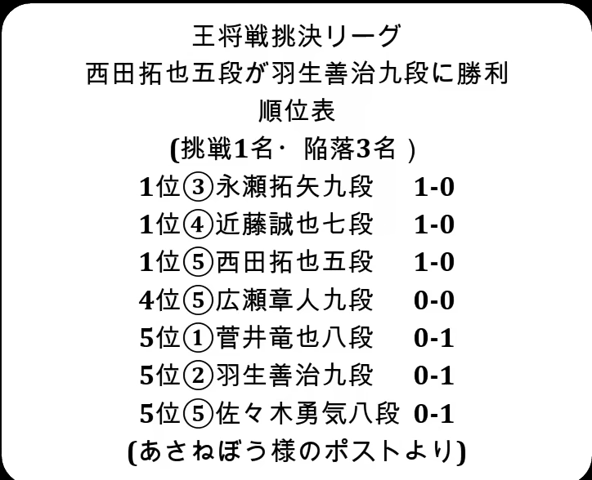 王将戦挑決リーグ
西田拓也五段が羽生善治九段に勝利
順位表
(挑戦1名・ 陥落3名 )
1位③永瀬拓矢九段 1-0
1位④近藤誠也七段 1-0
1位⑤西田拓也五段 1-0
4位⑤広瀬章人九段 0-0
5位①菅井竜也八段 0-1
5位②羽生善治九段 0-1
5位⑤佐々木勇気八段 0-1
(あさねぼう様のポストより)